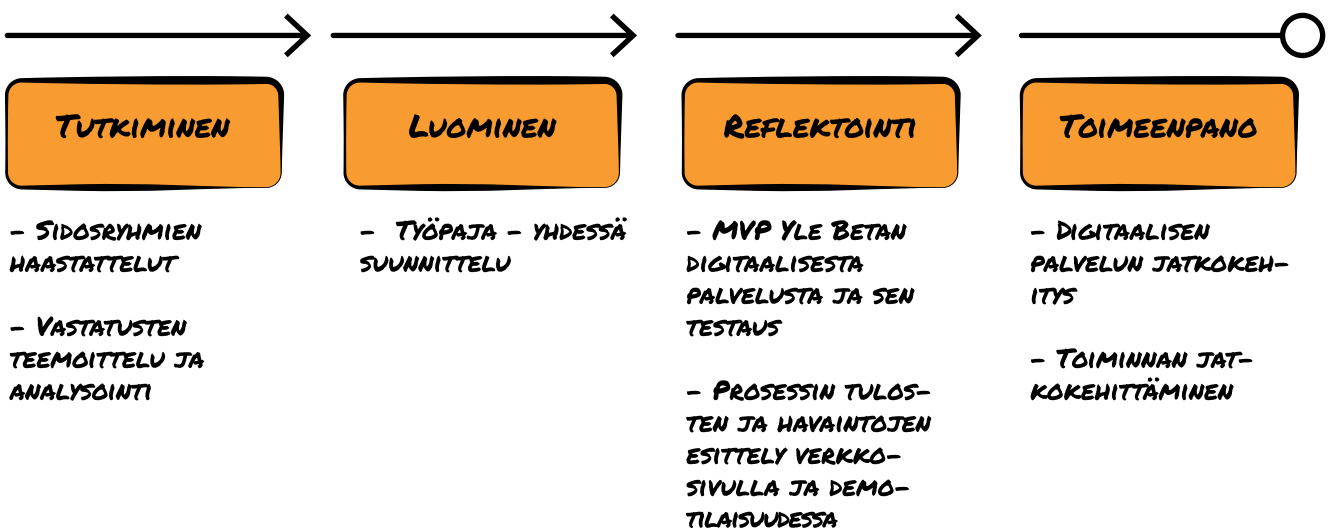 Tutkiminen
- Sidosryhmien
haastattelut
- Vastatusten
teemoittelu ja
analysointi
Luominen
- Työpaja - yhdessä
suunnittelu
Reflektointi
- MVP Yle Betan
digitaalisesta
palvelusta ja sen
testaus
- Prosessin tulos-
ten ja havaintojen
esittely verkko-
sivulla ja demo-
tilaisuudessa
Toimeenpano
- Digitaalisen
palvelun jatkokeh-
itys
- Toiminnan jat-
kokehittäminen